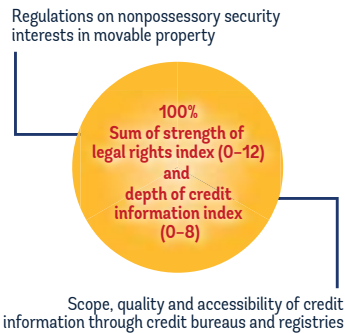 Regulations on nonpossessory security
interests in movable property
100%
Sum of strength of
legal rights index (0–12)
and
depth of credit
information index
(0–8)
Scope, quality and accessibility of credit
information through credit bureaus and registries